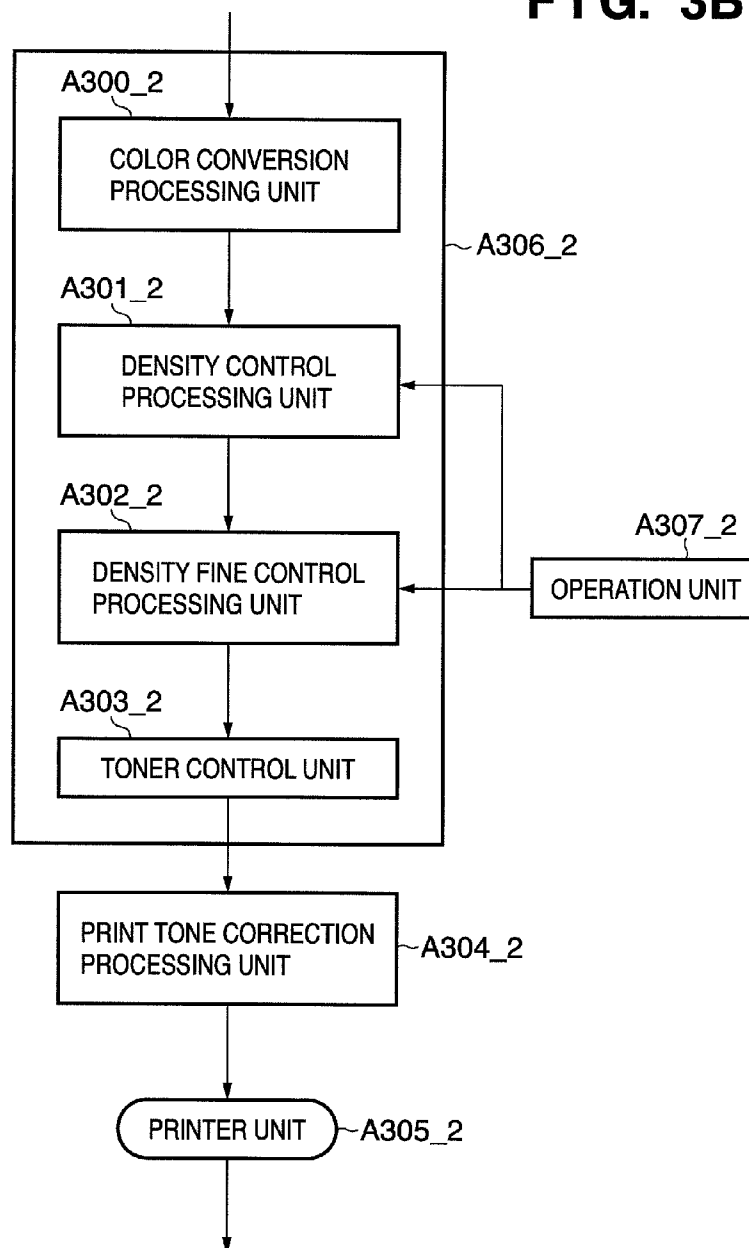 FIG. 3B
A300_2
COLOR CONVERSION
PROCESSING UNIT
A306_2
A301_2
DENSITY CONTROL
PROCESSING UNIT
A302_2
DENSITY FINE CONTROL
PROCESSING UNIT
A307_2
OPERATION UNIT
A303_2
TONER CONTROL UNIT
PRINT TONE CORRECTION
PROCESSING UNIT
A304_2
PRINTER UNIT
A305_2